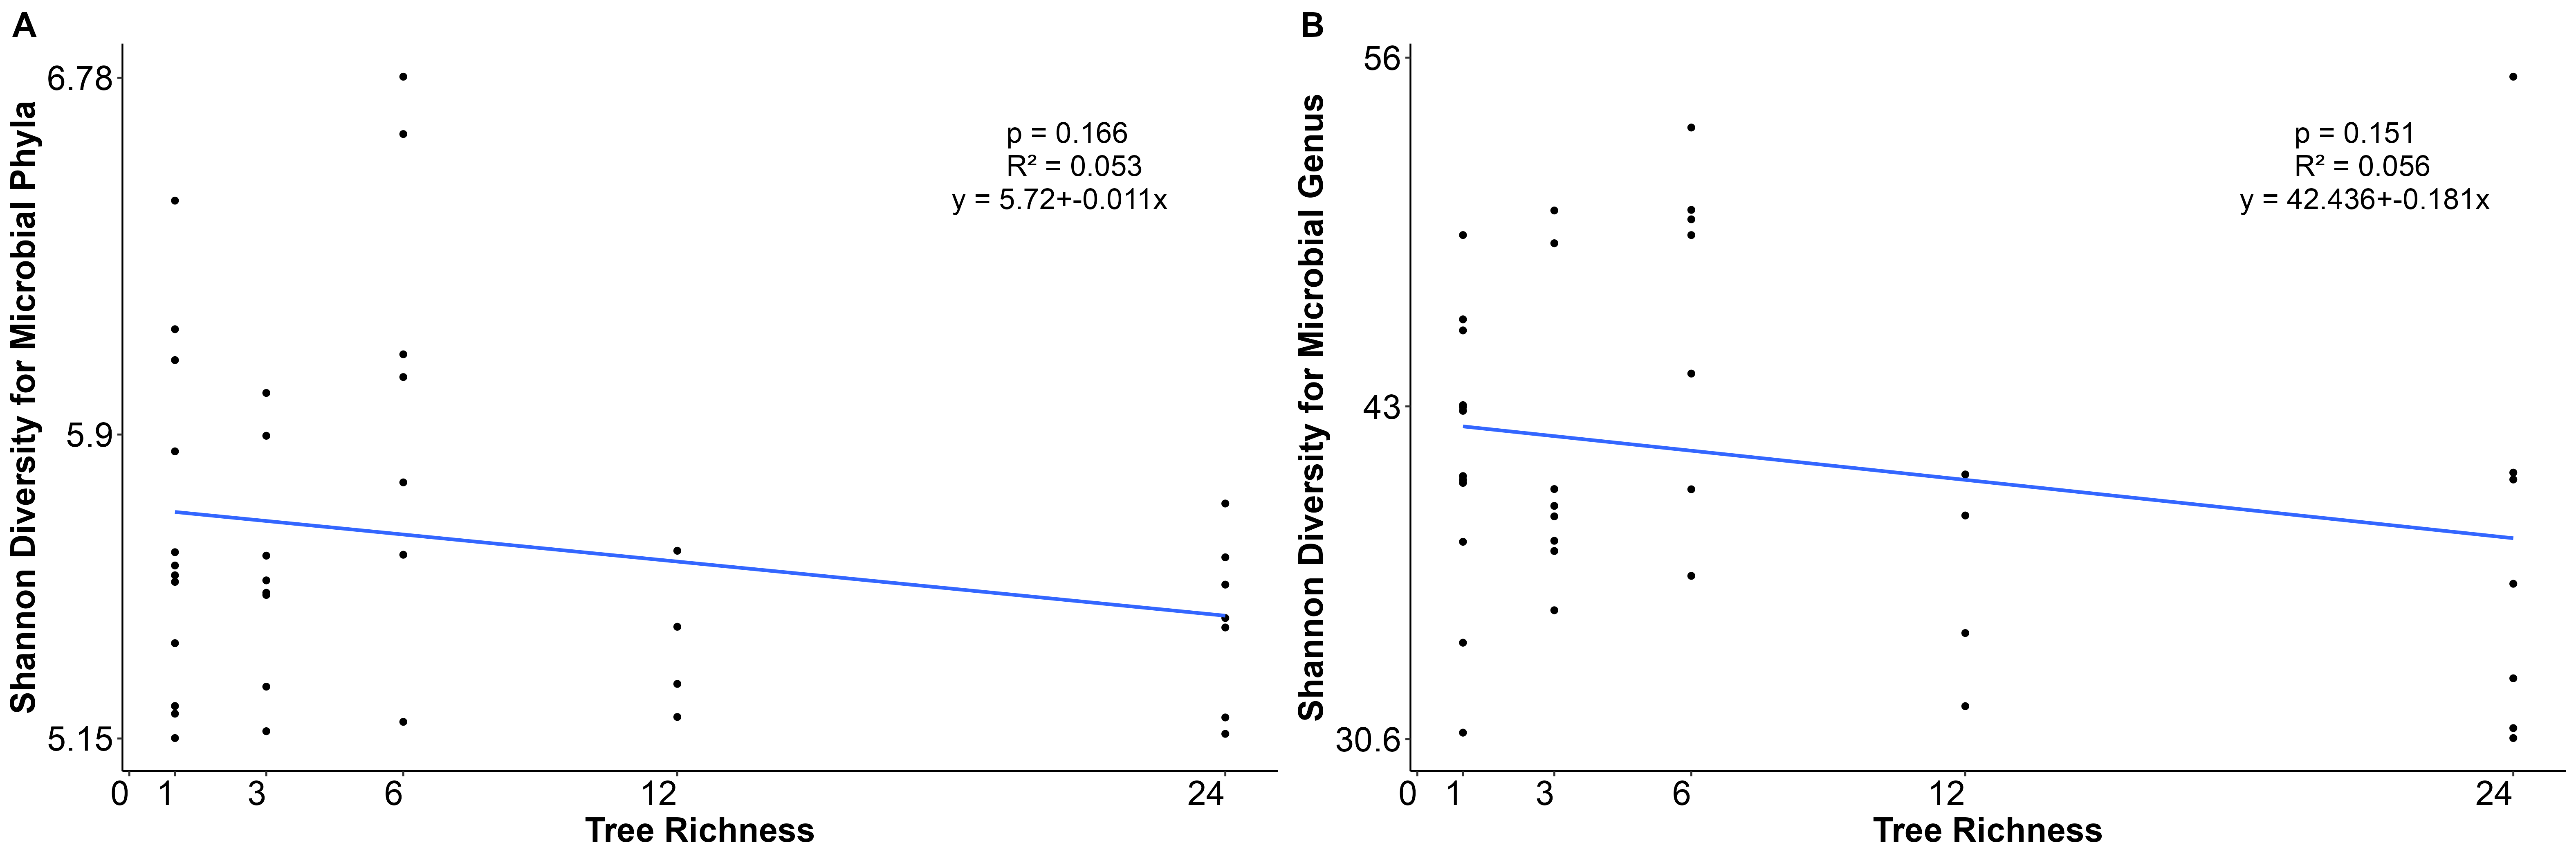 A
Shannon Diversity for Microbial Phyla
6.78
5.9
5.15
p = 0.166
R² = 0.053
y = 5.72+-0.011x
0 1 3 6 12 24
Tree Richness
B
Shannon Diversity for Microbial Genus
56
43
30.6
p = 0.151
R² = 0.056
y = 42.436+-0.181x
0 1 3 6 12 24
Tree Richness